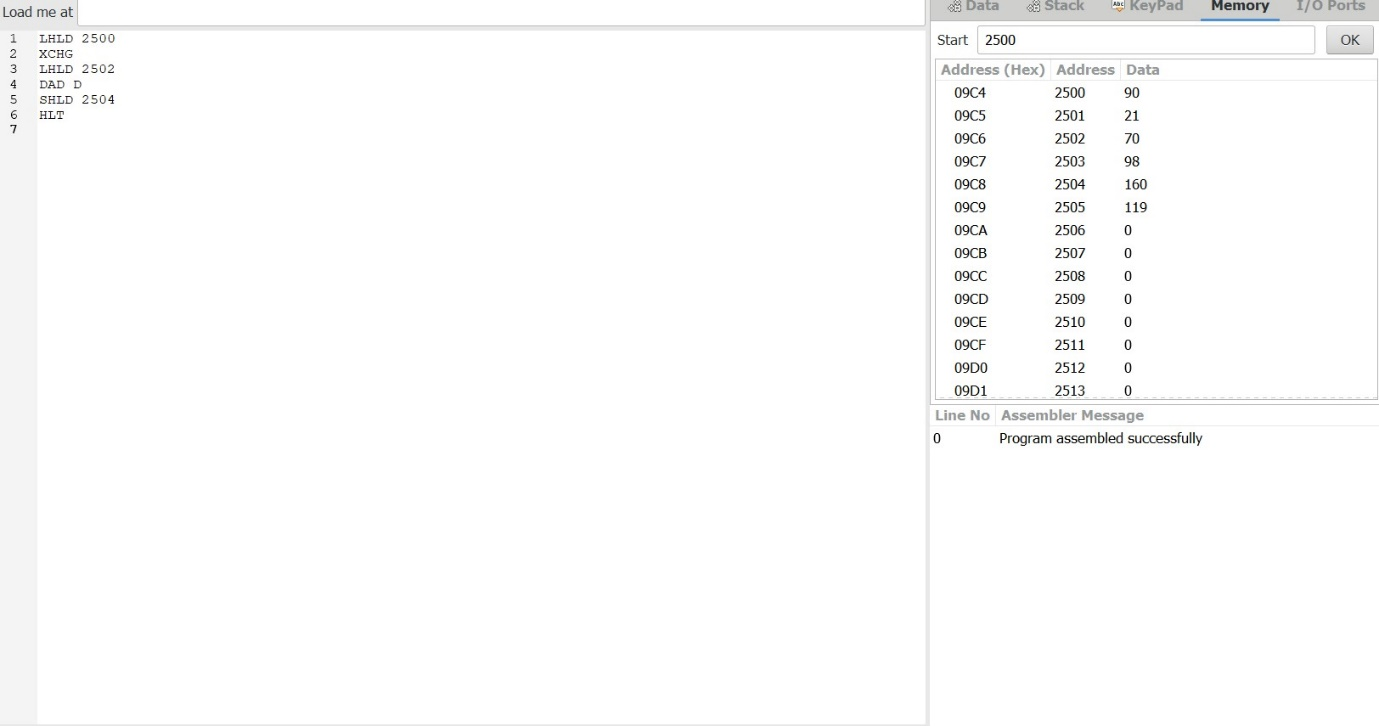 Load me at
1 LHLD 2500
2 XCHG
3 LHLD 2502
4 DAD D
5 SHLD 2504
6 HLT
7
Data Stack KeyPad Memory I/O Ports
Start 2500 OK
Address (Hex) Address Data
09C4 2500 90
09C5 2501 21
09C6 2502 70
09C7 2503 98
09C8 2504 160
09C9 2505 119
09CA 2506 0
09CB 2507 0
09CC 2508 0
09CD 2509 0
09CE 2510 0
09CF 2511 0
09D0 2512 0
09D1 2513 0
Line No Assembler Message
0 Program assembled successfully